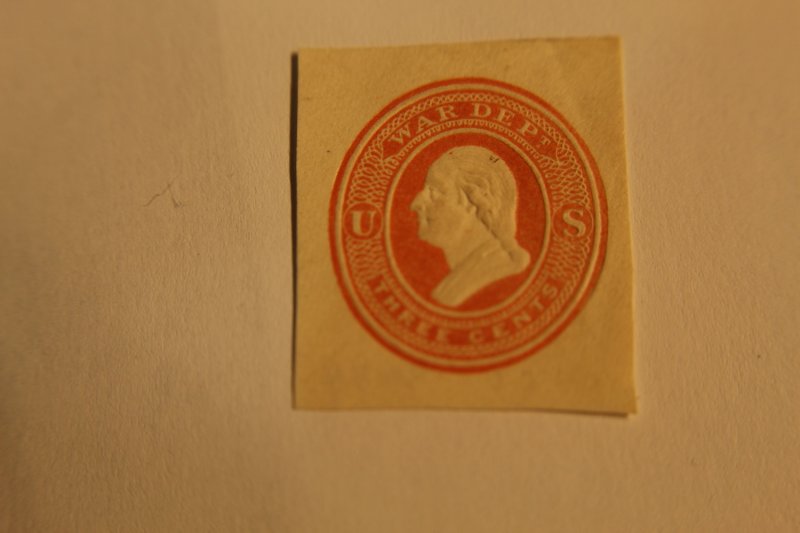 WAR DEPT
U S
THREE CENTS